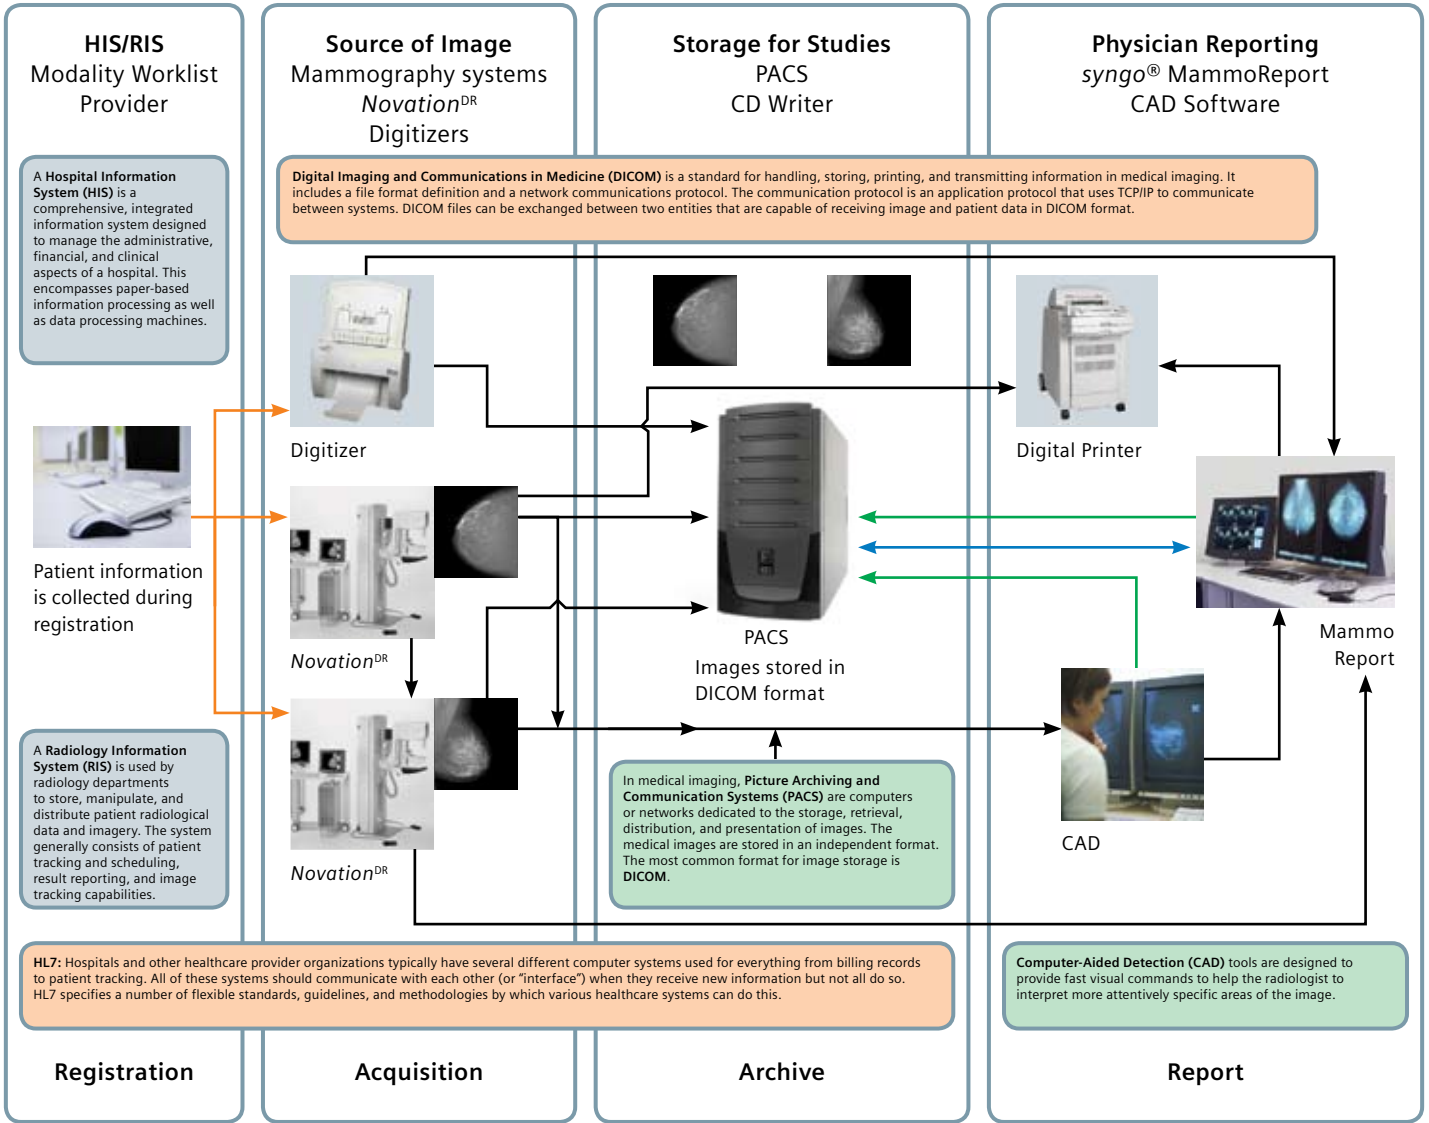 HIS/RIS
Modality Worklist
Provider
Source of Image
Mammography systems
Novation^DR
Digitizers
Storage for Studies
PACS
CD Writer
Physician Reporting
syngo® MammoReport
CAD Software
A Hospital Information
System (HIS) is a
comprehensive, integrated
information system designed
to manage the administrative,
financial, and clinical
aspects of a hospital. This
encompasses paper-based
information processing as well
as data processing machines.
Digital Imaging and Communications in Medicine (DICOM) is a standard for handling, storing, printing, and transmitting information in medical imaging. It
includes a file format definition and a network communications protocol. The communication protocol is an application protocol that uses TCP/IP to communicate
between systems. DICOM files can be exchanged between two entities that are capable of receiving image and patient data in DICOM format.
Digitizer
Digital Printer
Patient information
is collected during
registration
Novation^DR
PACS
Images stored in
DICOM format
Mammo
Report
A Radiology Information
System (RIS) is used by
radiology departments
to store, manipulate, and
distribute patient radiological
data and imagery. The system
generally consists of patient
tracking and scheduling,
result reporting, and image
tracking capabilities.
Novation^DR
In medical imaging, Picture Archiving and
Communication Systems (PACS) are computers
or networks dedicated to the storage, retrieval,
distribution, and presentation of images. The
medical images are stored in an independent format.
The most common format for image storage is
DICOM.
CAD
HL7: Hospitals and other healthcare provider organizations typically have several different computer systems used for everything from billing records
to patient tracking. All of these systems should communicate with each other (or “interface”) when they receive new information but not all do so.
HL7 specifies a number of flexible standards, guidelines, and methodologies by which various healthcare systems can do this.
Computer-Aided Detection (CAD) tools are designed to
provide fast visual commands to help the radiologist to
interpret more attentively specific areas of the image.
Registration
Acquisition
Archive
Report